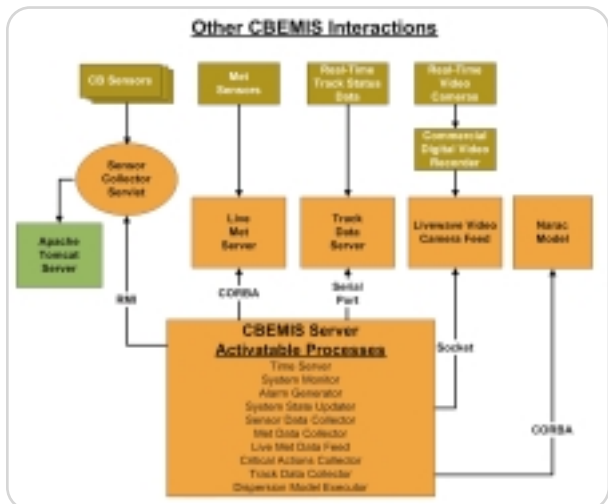 Other CBEMIS Interactions
CB Sensors
Met
Sensors
Real-Time
Track Status
Data
Real-Time
Video
Cameras
Commercial
Digital Video
Recorder
Sensor
Collector
Servlet
Apache
Tomcat
Server
Live
Met
Server
Track
Data
Server
Livewave Video
Camera Feed
Narac
Model
RMI
CORBA
Serial
Port
Socket
CORBA
CBEMIS Server
Activatable Processes
Time Server
System Monitor
Alarm Generator
System State Updater
Sensor Data Collector
Met Data Collector
Live Met Data Feed
Critical Actions Collector
Track Data Collector
Dispersion Model Executor